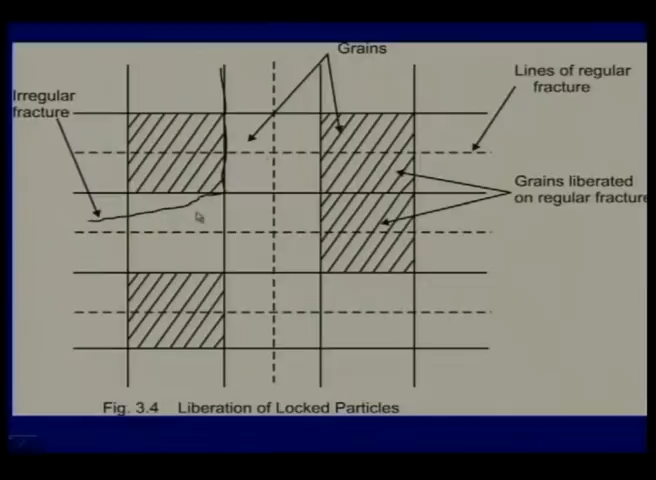 Grains
Lines of regular
fracture
Irregular
fracture
Grains liberated
on regular fracture
Fig. 3.4 Liberation of Locked Particles